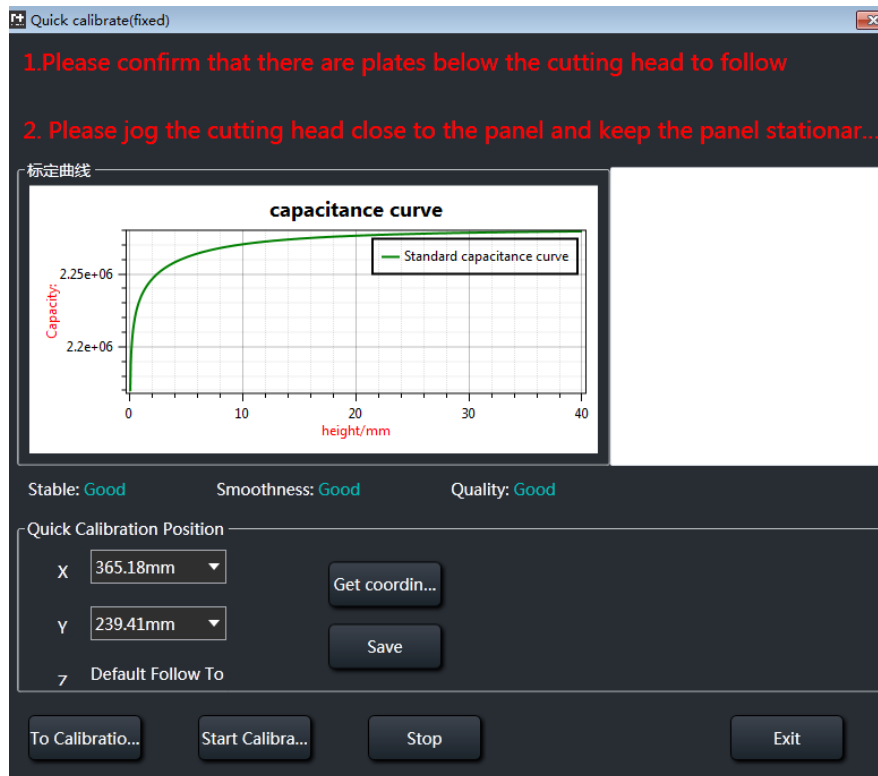 Quick calibrate(fixed)
1.Please confirm that there are plates below the cutting head to follow
2. Please jog the cutting head close to the panel and keep the panel stationar...
标定曲线
capacitance curve
Standard capacitance curve
2.25e+06
2.2e+06
Capacity:
0 10 20 30 40
height/mm
Stable: Good Smoothness: Good Quality: Good
Quick Calibration Position
X 365.18mm
Get coordin...
Y 239.41mm
Save
Z Default Follow To
To Calibratio... Start Calibra... Stop Exit